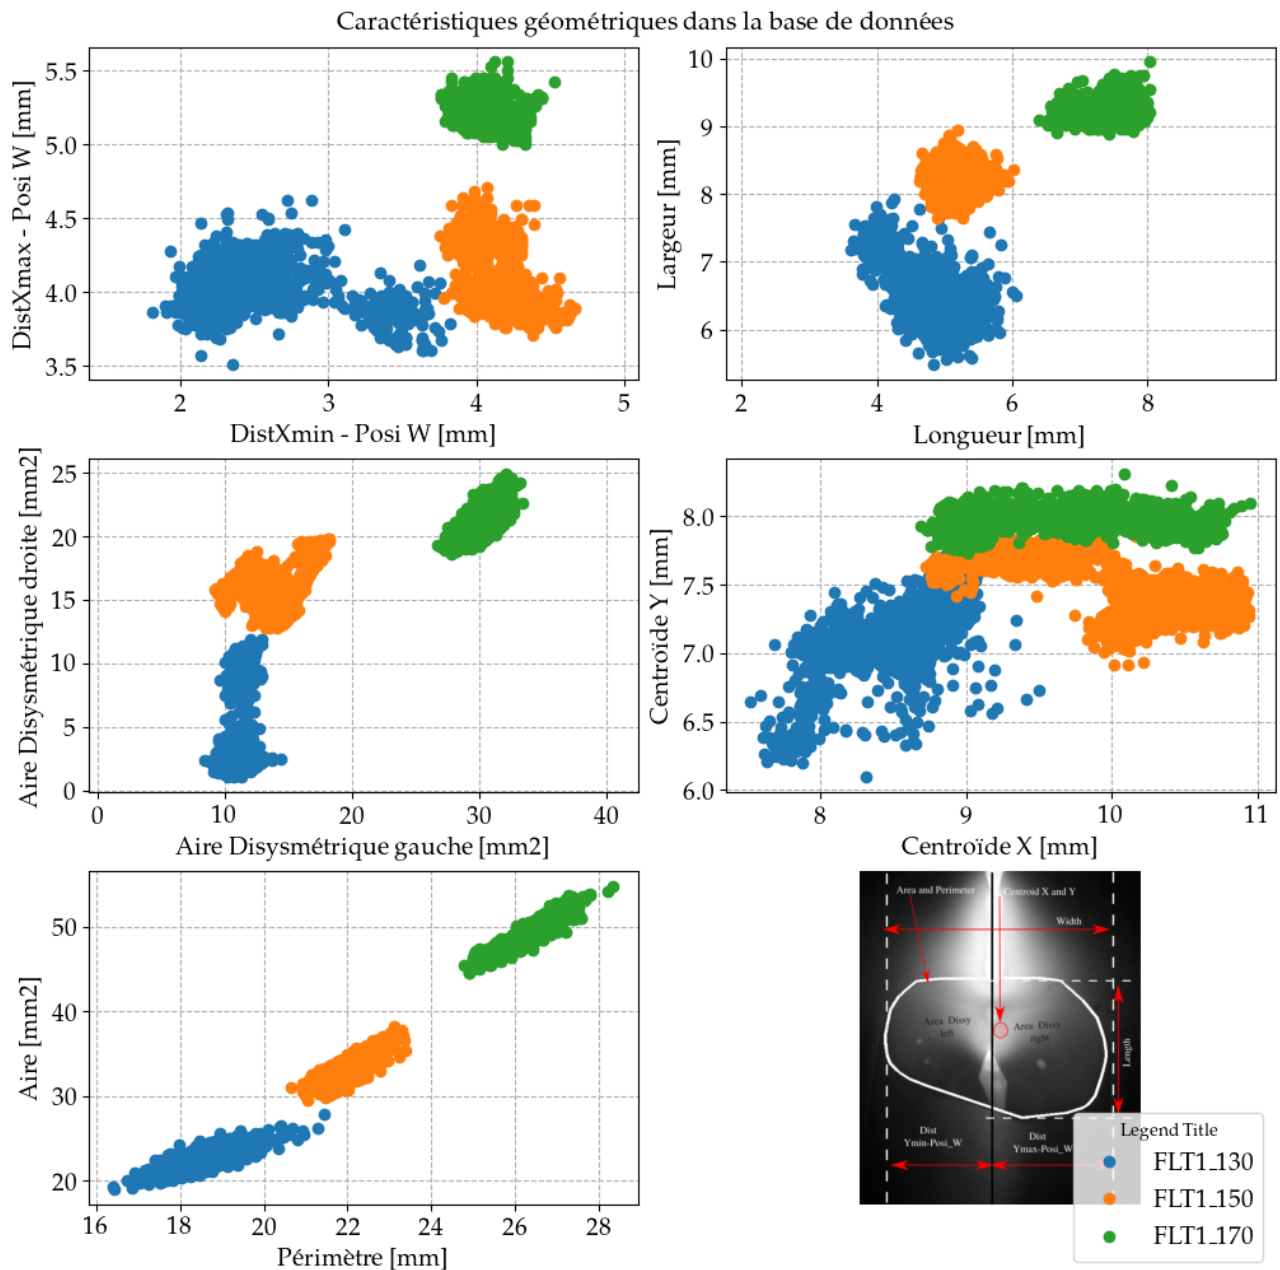 Caractéristiques géométriques dans la base de données
DistXmax - Posi W [mm]
5.5
5.0
4.5
4.0
3.5
2 3 4 5
DistXmin - Posi W [mm]
Largeur [mm]
10
9
8
7
6
2 4 6 8
Longueur [mm]
Aire Disysmétrique droite [mm2]
25
20
15
10
5
0
0 10 20 30 40
Aire Disysmétrique gauche [mm2]
Centroïde Y [mm]
8.0
7.5
7.0
6.5
6.0
8 9 10 11
Centroïde X [mm]
Aire [mm2]
50
40
30
20
16 18 20 22 24 26 28
Périmètre [mm]
Area and Perimeter
Centroid X and Y
Width
Area Dissy
left
Area Dissy
right
Length
Dist
Ymin-Posi_W
Dist
Ymax-Posi_W
Legend Title
FLT1_130
FLT1_150
FLT1_170